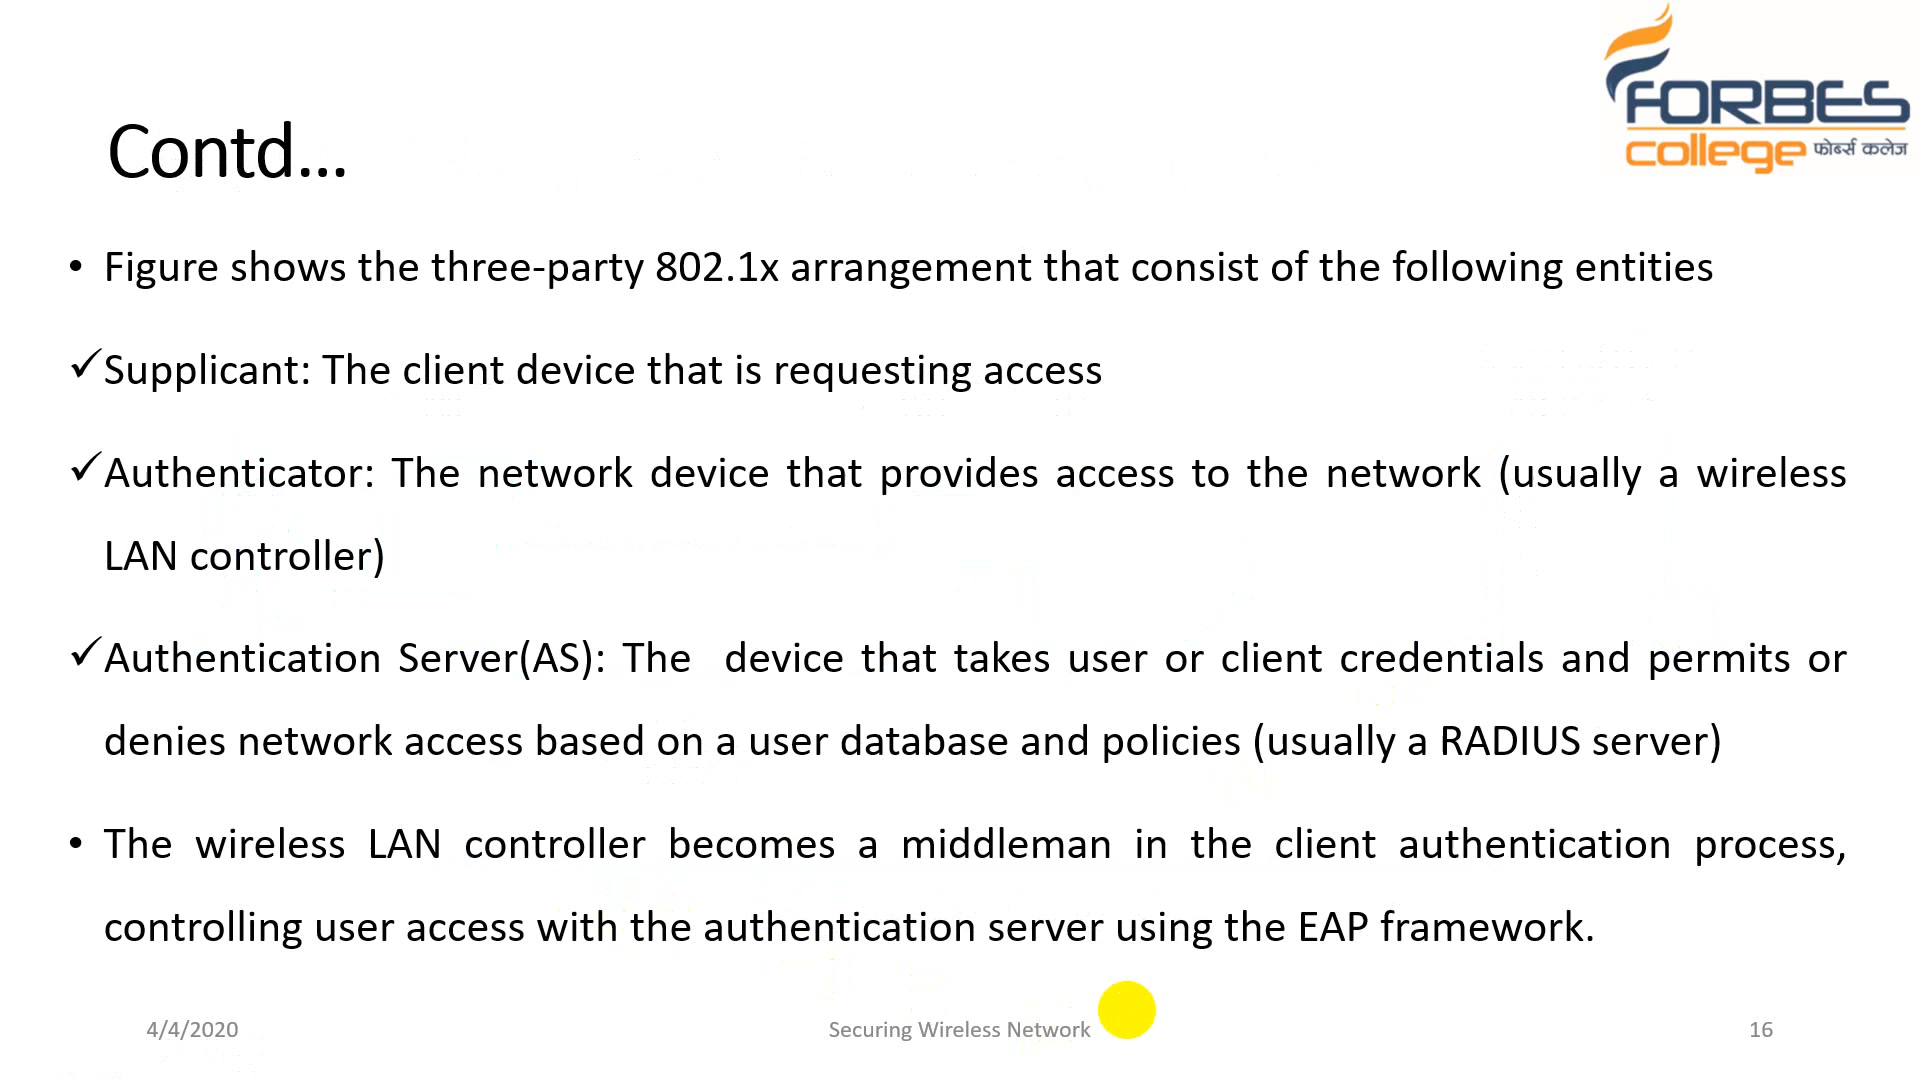 FORBES
college फोर्ब्स कलेज
Contd...
• Figure shows the three-party 802.1x arrangement that consist of the following entities
✓Supplicant: The client device that is requesting access
✓Authenticator: The network device that provides access to the network (usually a wireless
LAN controller)
✓Authentication Server(AS): The device that takes user or client credentials and permits or
denies network access based on a user database and policies (usually a RADIUS server)
• The wireless LAN controller becomes a middleman in the client authentication process,
controlling user access with the authentication server using the EAP framework.
4/4/2020
Securing Wireless Network
16